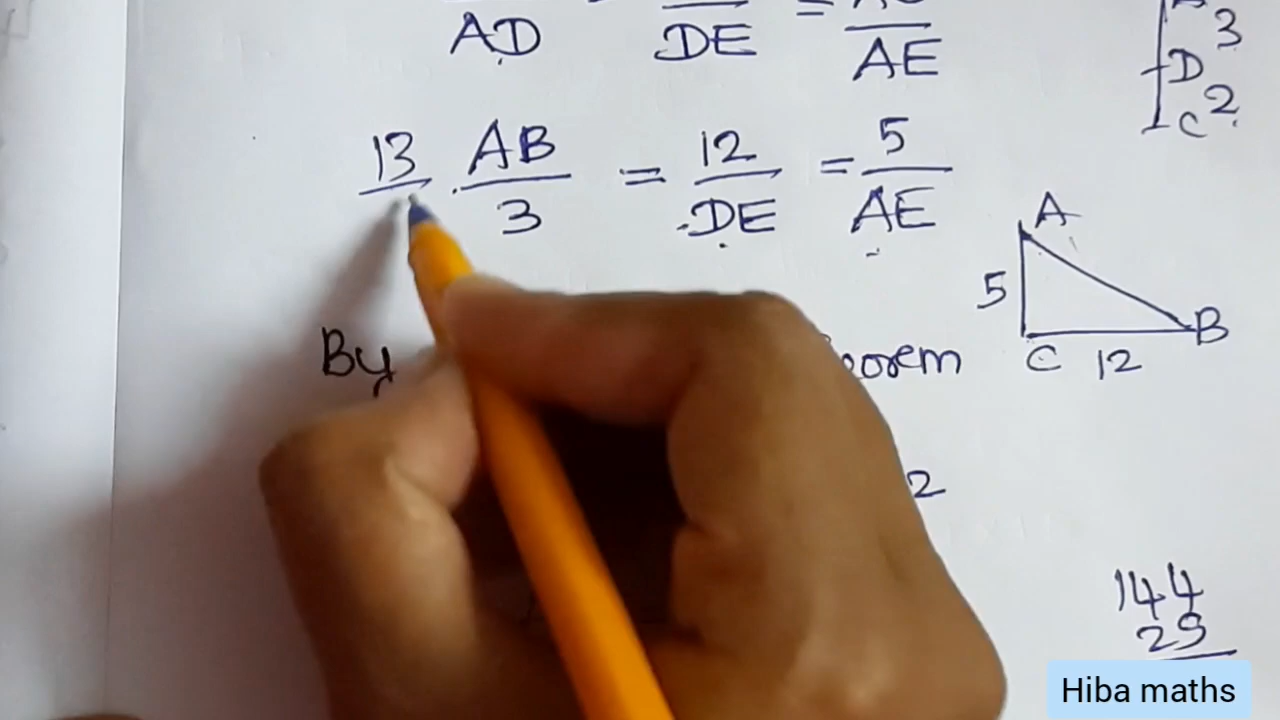 AD DE = AE
3
D
2
C
13 AB/3 = 12/DE = 5/AE
A
5
B
C 12
By eorem
2
144
25
Hiba maths